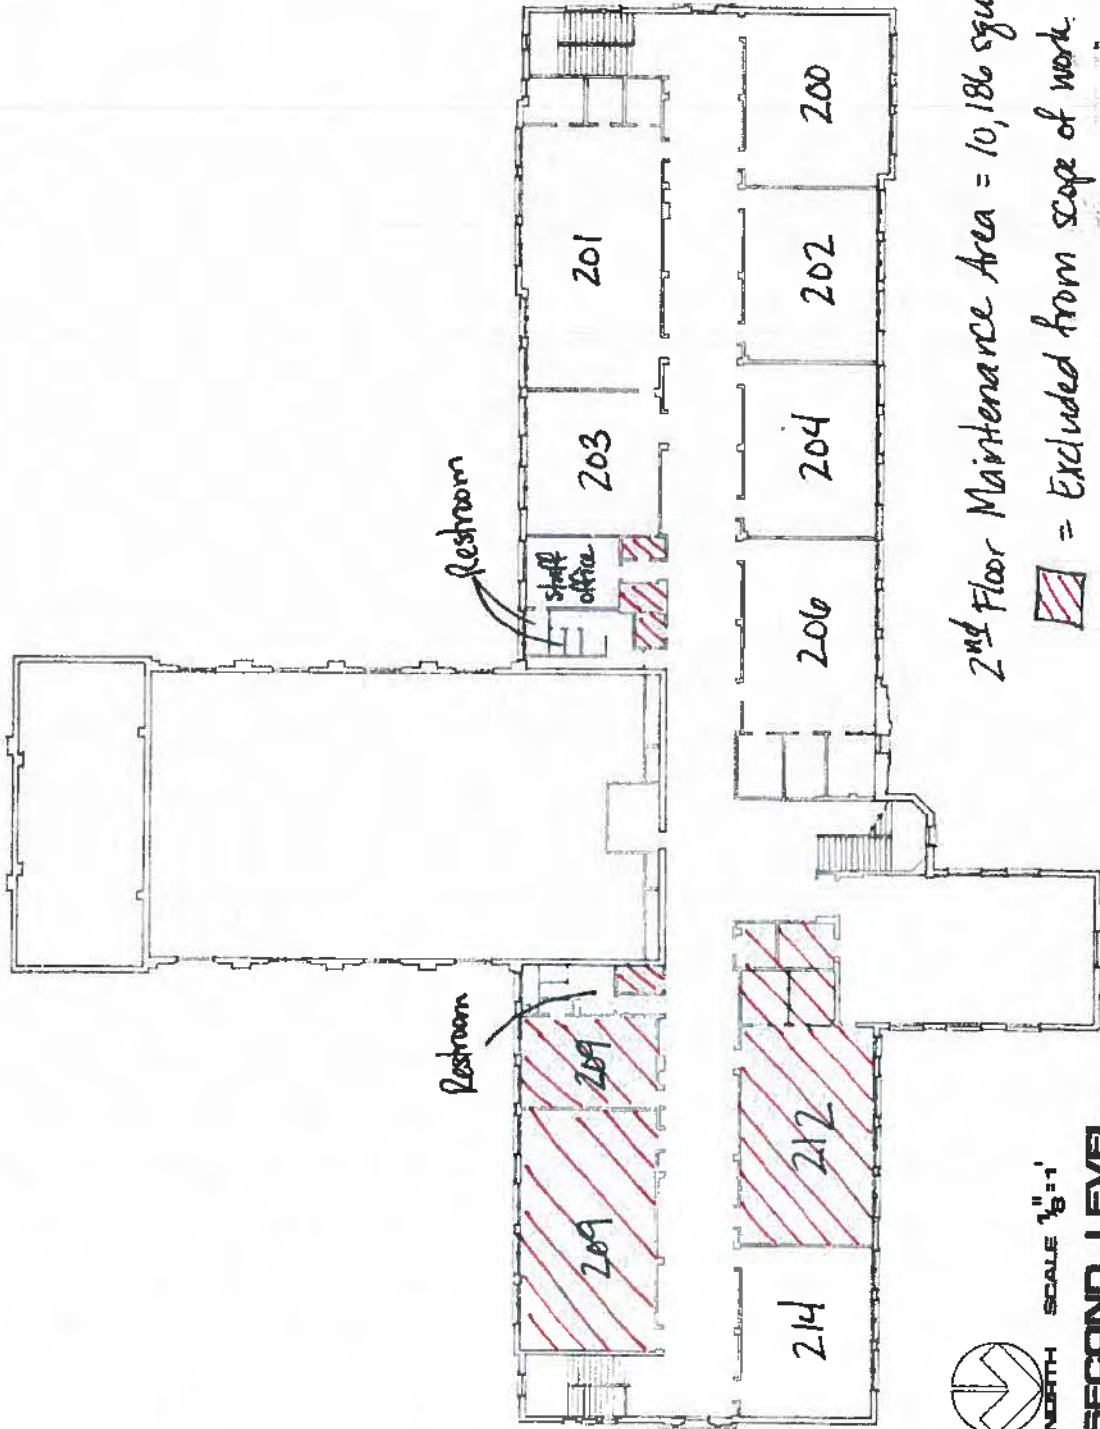 Restroom
Restroom
staff
office
201
203
200
202
204
206
209
209
212
214
2nd Floor Maintenance Area = 10,186
= Excluded from scope of work.
NORTH SCALE 1/8"=1'
SECOND LEVEL